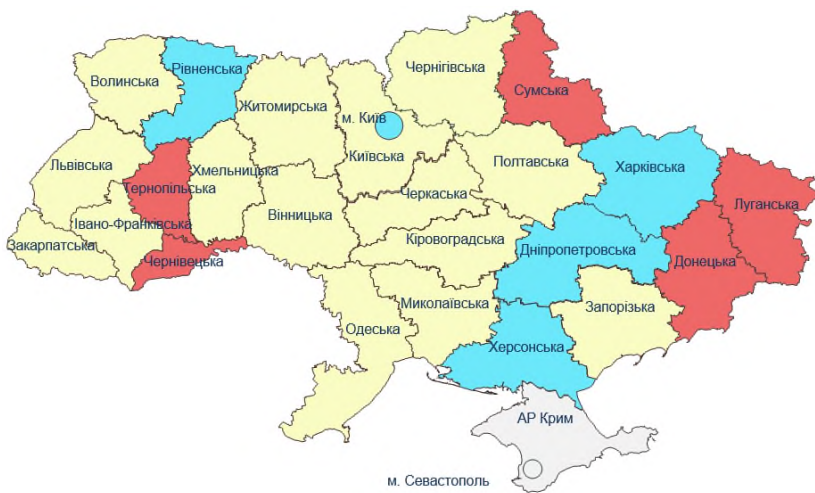 Чернігівська
Рівненська
Волинська
Сумська
Житомирська
м. Київ
Львівська
Хмельницька
Київська
Полтавська
Харківська
Тернопільська
Черкаська
Луганська
Івано-Франківська
Вінницька
Закарпатська
Кіровоградська
Дніпропетровська
Чернівецька
Донецька
Миколаївська
Запорізька
Одеська
Херсонська
АР Крим
м. Севастополь